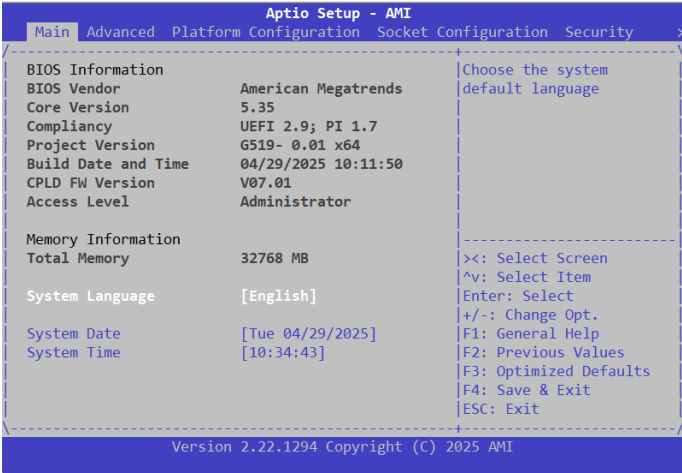 Aptio Setup - AMI
Main Advanced Platform Configuration Socket Configuration Security >
BIOS Information
BIOS Vendor American Megatrends
Core Version 5.35
Compliancy UEFI 2.9; PI 1.7
Project Version G519- 0.01 x64
Build Date and Time 04/29/2025 10:11:50
CPLD FW Version V07.01
Access Level Administrator
Memory Information
Total Memory 32768 MB
System Language [English]
System Date [Tue 04/29/2025]
System Time [10:34:43]
Choose the system
default language
><: Select Screen
^v: Select Item
Enter: Select
+/-: Change Opt.
F1: General Help
F2: Previous Values
F3: Optimized Defaults
F4: Save & Exit
ESC: Exit
Version 2.22.1294 Copyright (C) 2025 AMI